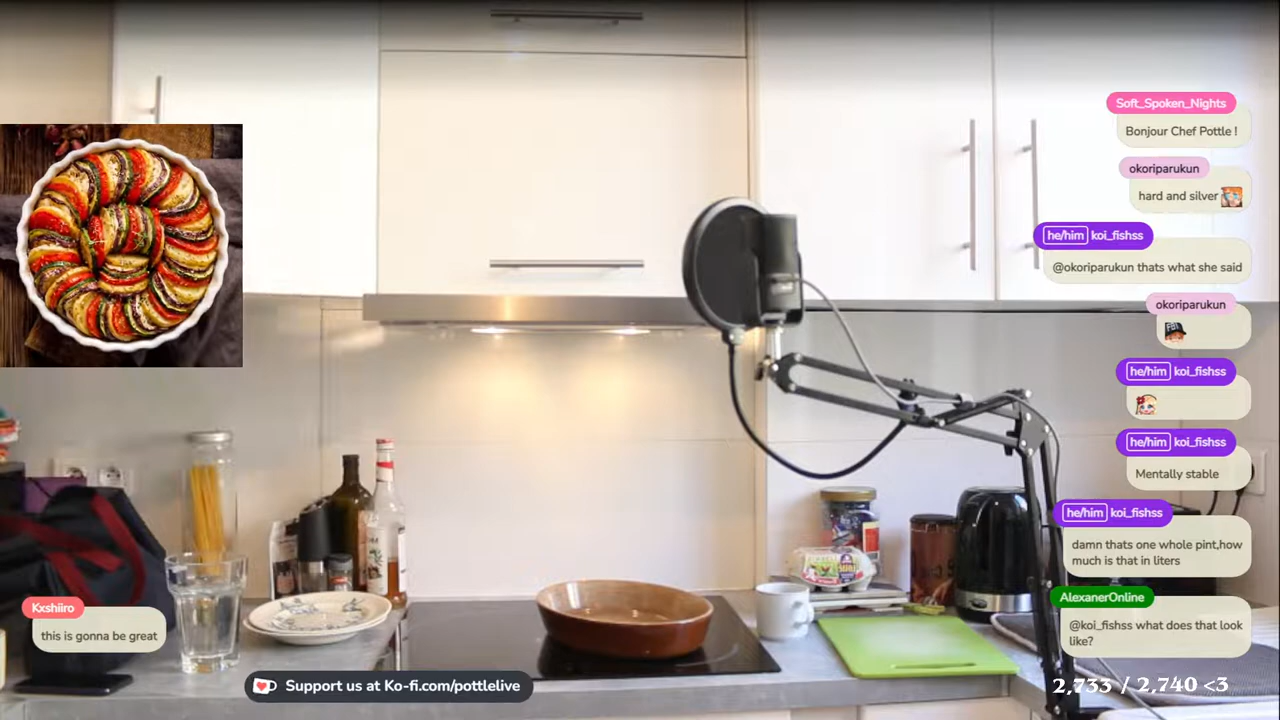 Soft_Spoken_Nights
Bonjour Chef Pottle !
okoriparukun
hard and silver
he/him koi_fishss
@okoriparukun thats what she said
okoriparukun
he/him koi_fishss
he/him koi_fishss
Mentally stable
he/him koi_fishss
damn thats one whole pint,how
much is that in liters
AlexanerOnline
@koi_fishss what does that look
like?
Kxshiiro
this is gonna be great
Support us at Ko-fi.com/pottlelive
2,733 / 2,740 <3